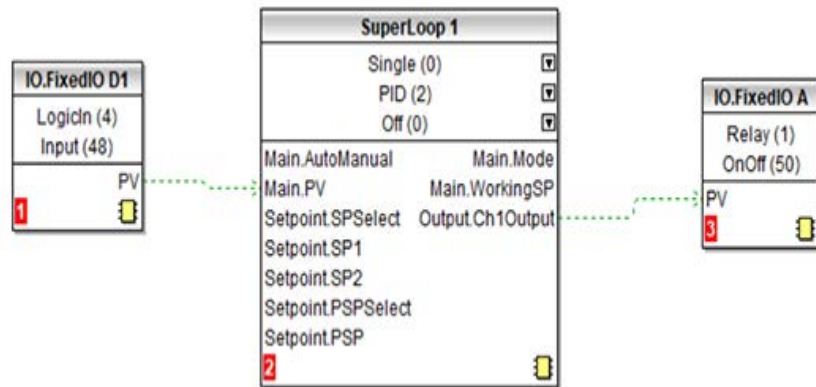 IO.FixedIO D1
LogicIn (4)
Input (48)
PV
1
SuperLoop 1
Single (0)
PID (2)
Off (0)
Main.AutoManual Main.Mode
Main.PV Main.WorkingSP
Setpoint.SPSelect Output.Ch1Output
Setpoint.SP1
Setpoint.SP2
Setpoint.PSPSelect
Setpoint.PSP
2
IO.FixedIO A
Relay (1)
OnOff (50)
PV
3